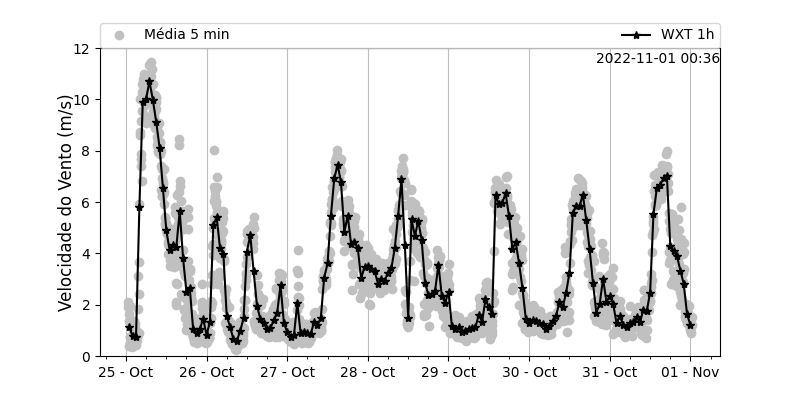 Média 5 min
WXT 1h
2022-11-01 00:36
Velocidade do Vento (m/s)
12
10
8
6
4
2
0
25 - Oct
26 - Oct
27 - Oct
28 - Oct
29 - Oct
30 - Oct
31 - Oct
01 - Nov